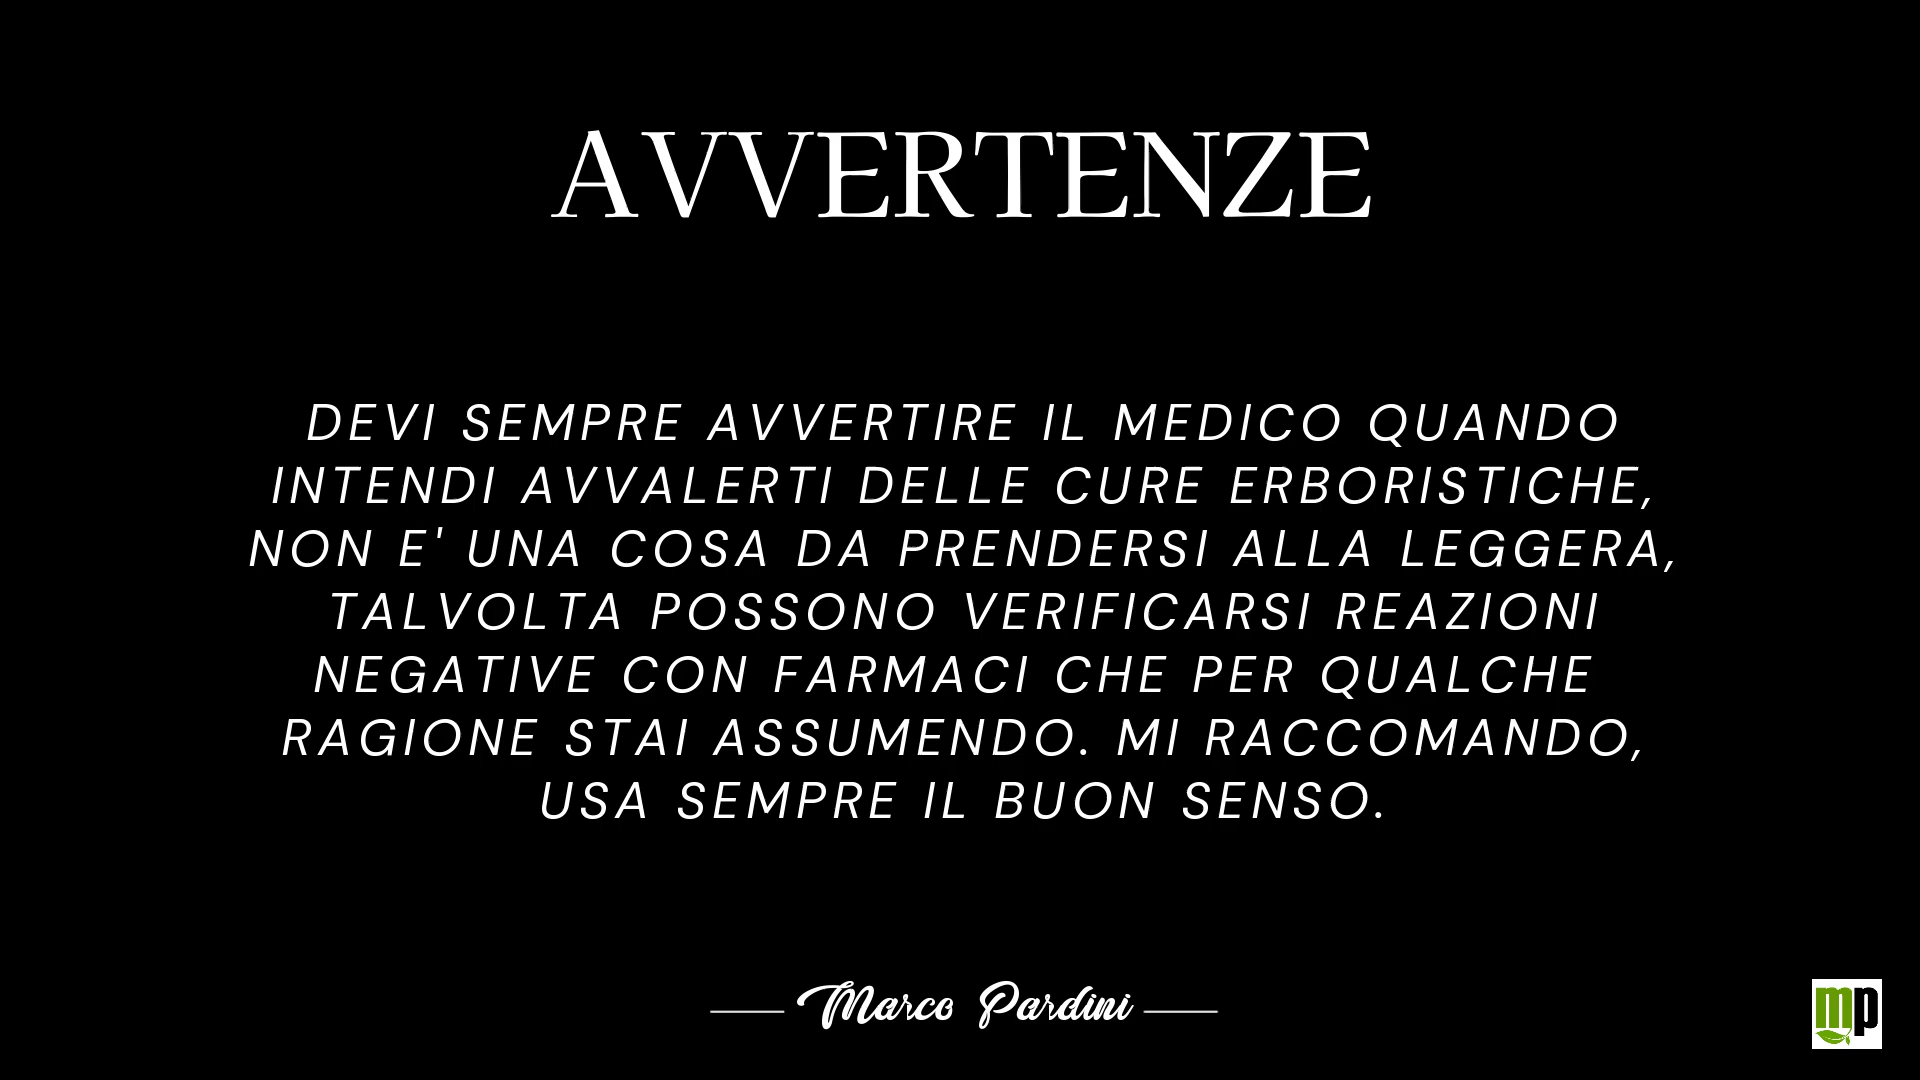 AVVERTENZE
DEVI SEMPRE AVVERTIRE IL MEDICO QUANDO
INTENDI AVVALERTI DELLE CURE ERBORISTICHE,
NON E' UNA COSA DA PRENDERSI ALLA LEGGERA,
TALVOLTA POSSONO VERIFICARSI REAZIONI
NEGATIVE CON FARMACI CHE PER QUALCHE
RAGIONE STAI ASSUMENDO. MI RACCOMANDO,
USA SEMPRE IL BUON SENSO.
Marco Pardini
mp